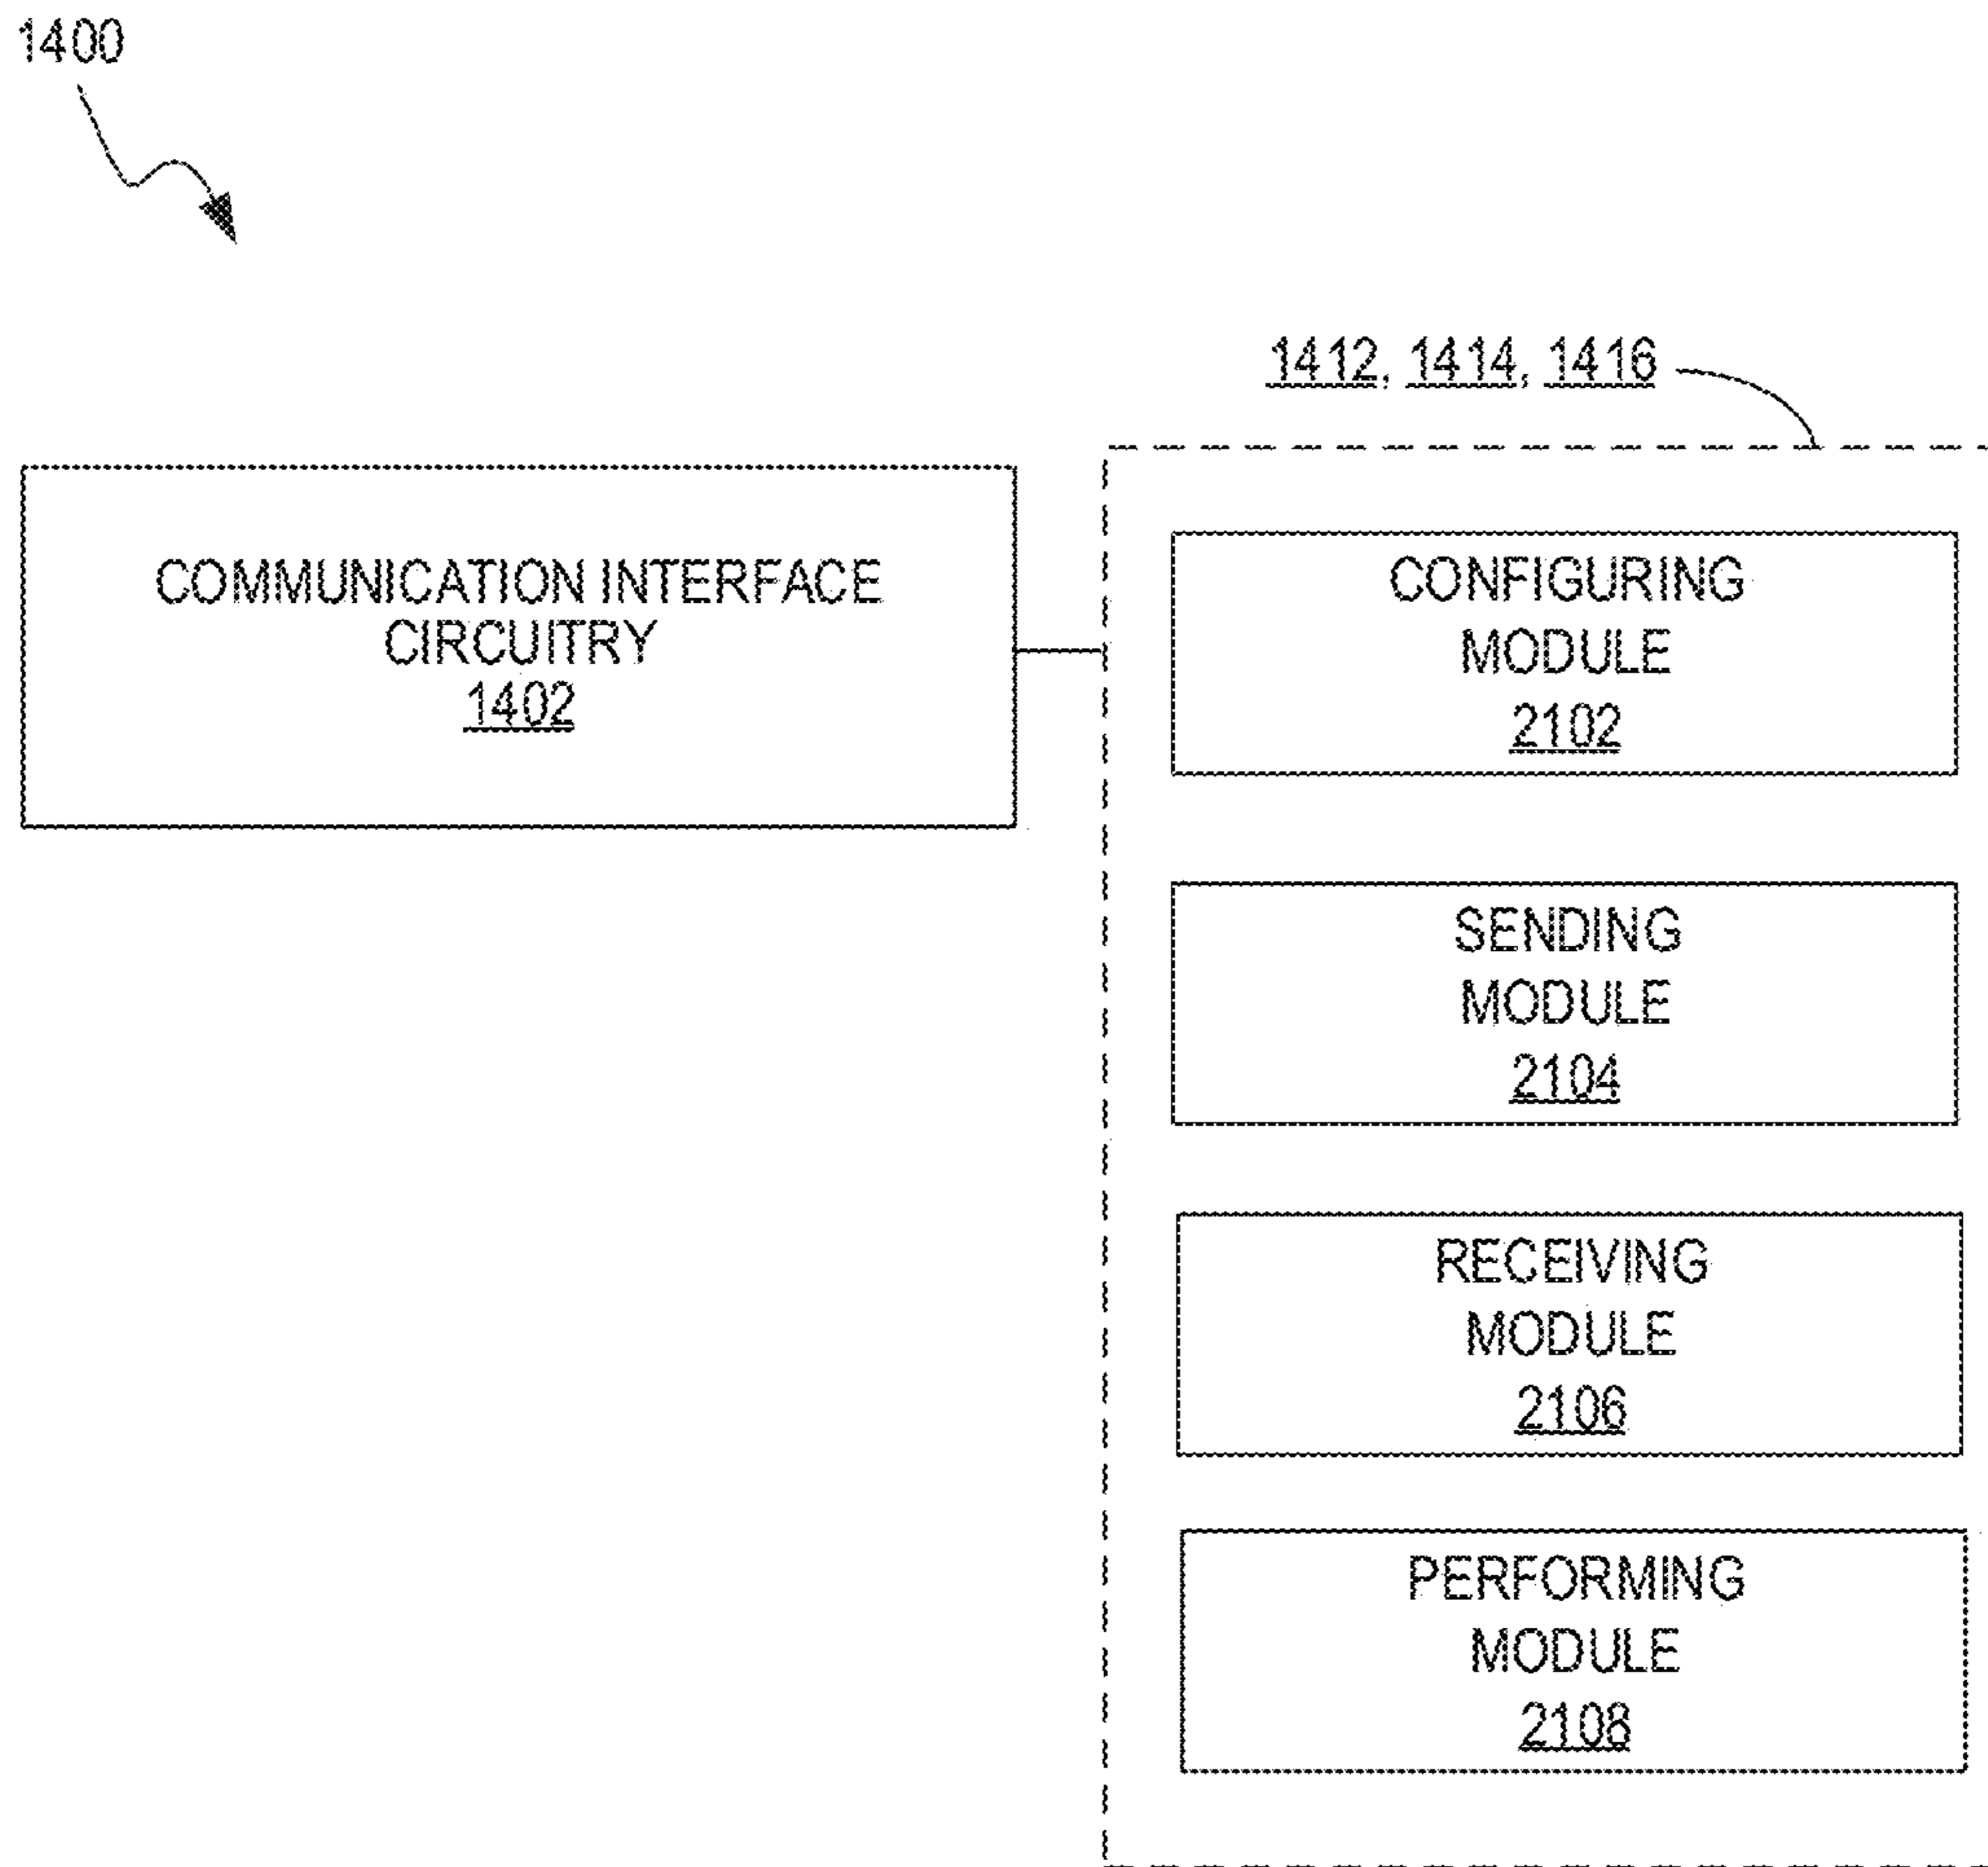 1400
1412, 1414, 1416
COMMUNICATION INTERFACE
CIRCUITRY
1402
CONFIGURING
MODULE
2102
SENDING
MODULE
2104
RECEIVING
MODULE
2106
PERFORMING
MODULE
2108